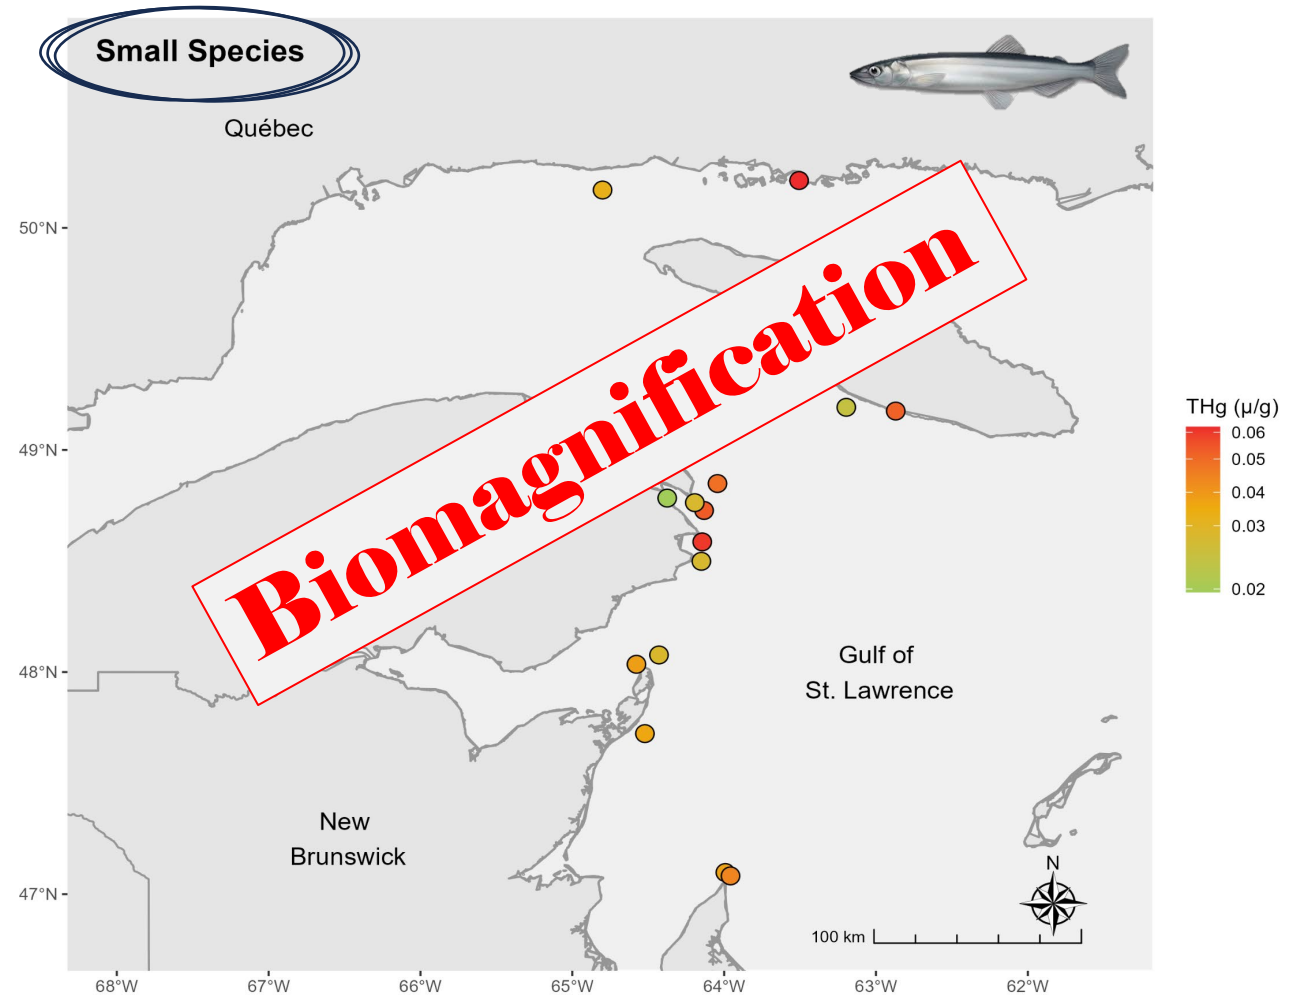 Small Species
Québec
50°N
49°N
48°N
47°N
Biomagnification
THg (µ/g)
0.06
0.05
0.04
0.03
0.02
Gulf of
St. Lawrence
New
Brunswick
N
100 km
68°W
67°W
66°W
65°W
64°W
63°W
62°W